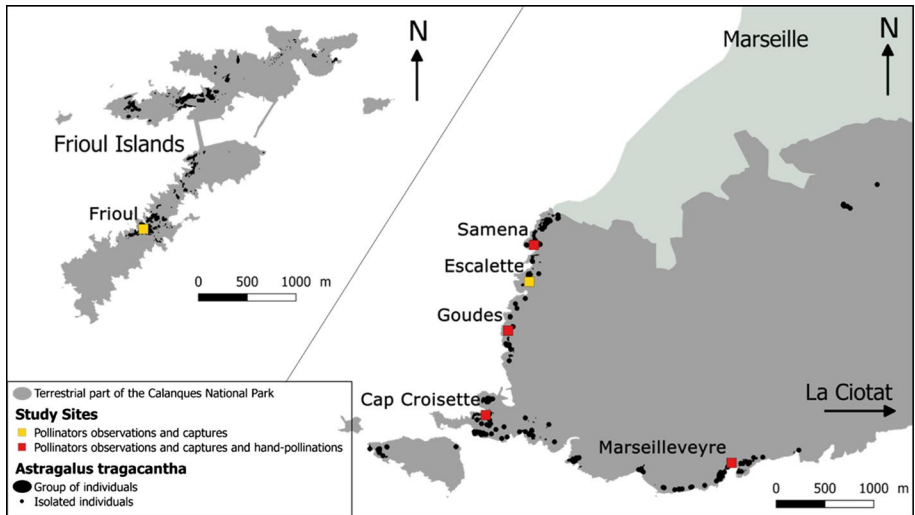 N
Frioul Islands
Frioul
0 500 1000 m
Marseille
N
Samena
Escalette
Goudes
Cap Croisette
La Ciotat
Marseilleveyre
0 500 1000 m
Terrestrial part of the Calanques National Park
Study Sites
Pollinators observations and captures
Pollinators observations and captures and hand-pollinations
Astragalus tragacantha
Group of individuals
Isolated individuals